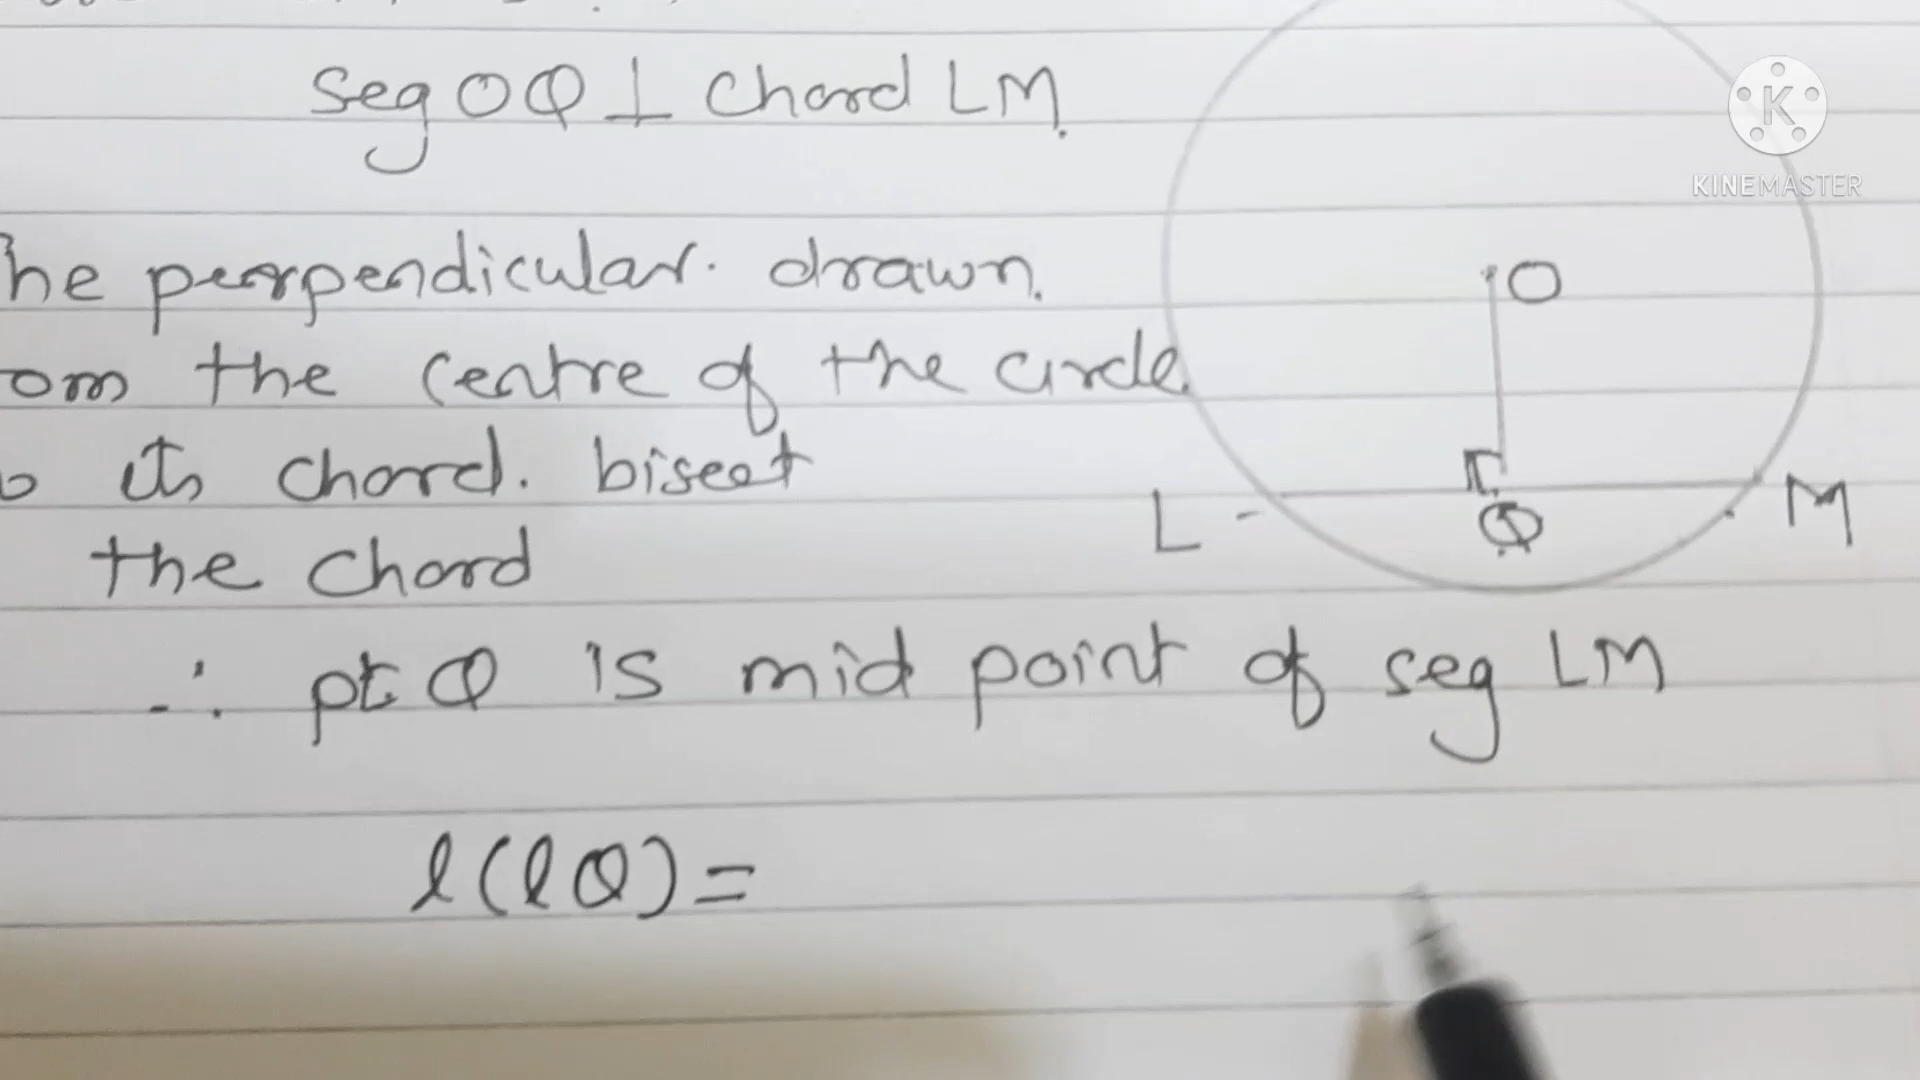 seg OQ ⊥ Chord LM.
K
KINEMASTER
he perpendicular. drawn.
O
om the centre of the circle.
o its chord. bisect
L
Q
M
the chord
∴ pt. Q is mid point of seg LM
l(lQ)=